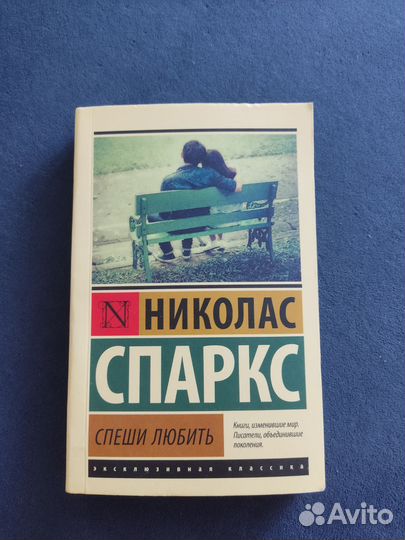 N НИКОЛАС
СПАРКС
СПЕШИ ЛЮБИТЬ
Книги, изменившие мир.
Писатели, объединившие
поколения.
эксклюзивная классика
Avito